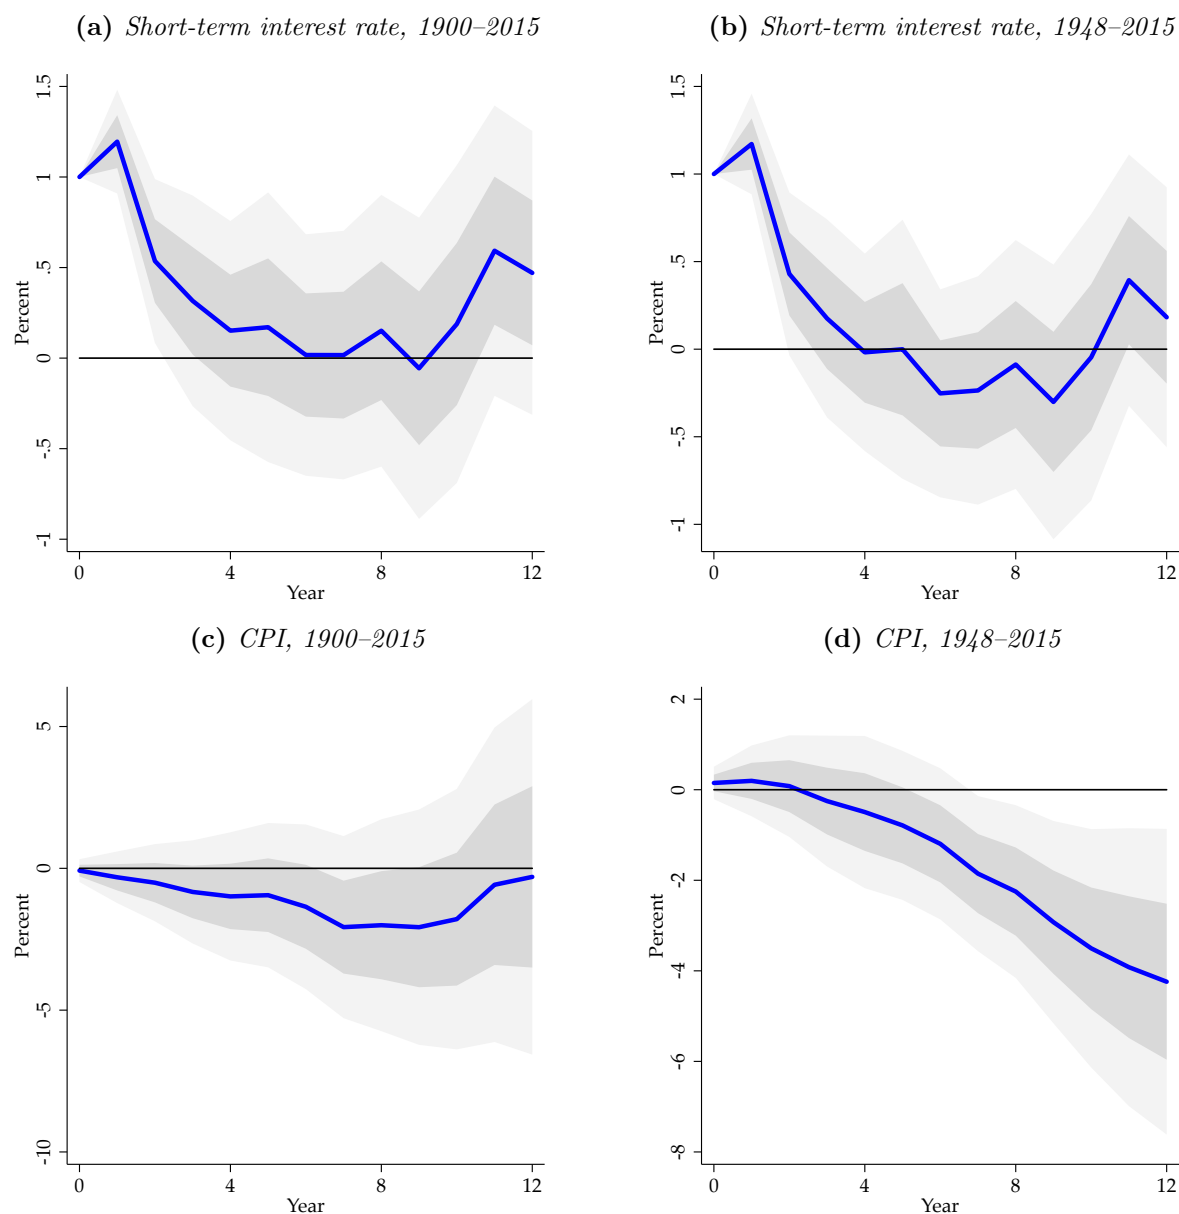 (a) Short-term interest rate, 1900–2015
1.5
1
.5
0
-.5
-1
Percent
0 4 8 12
Year
(b) Short-term interest rate, 1948–2015
1.5
1
.5
0
-.5
-1
Percent
0 4 8 12
Year
(c) CPI, 1900–2015
5
0
-5
-10
Percent
0 4 8 12
Year
(d) CPI, 1948–2015
2
0
-2
-4
-6
-8
Percent
0 4 8 12
Year